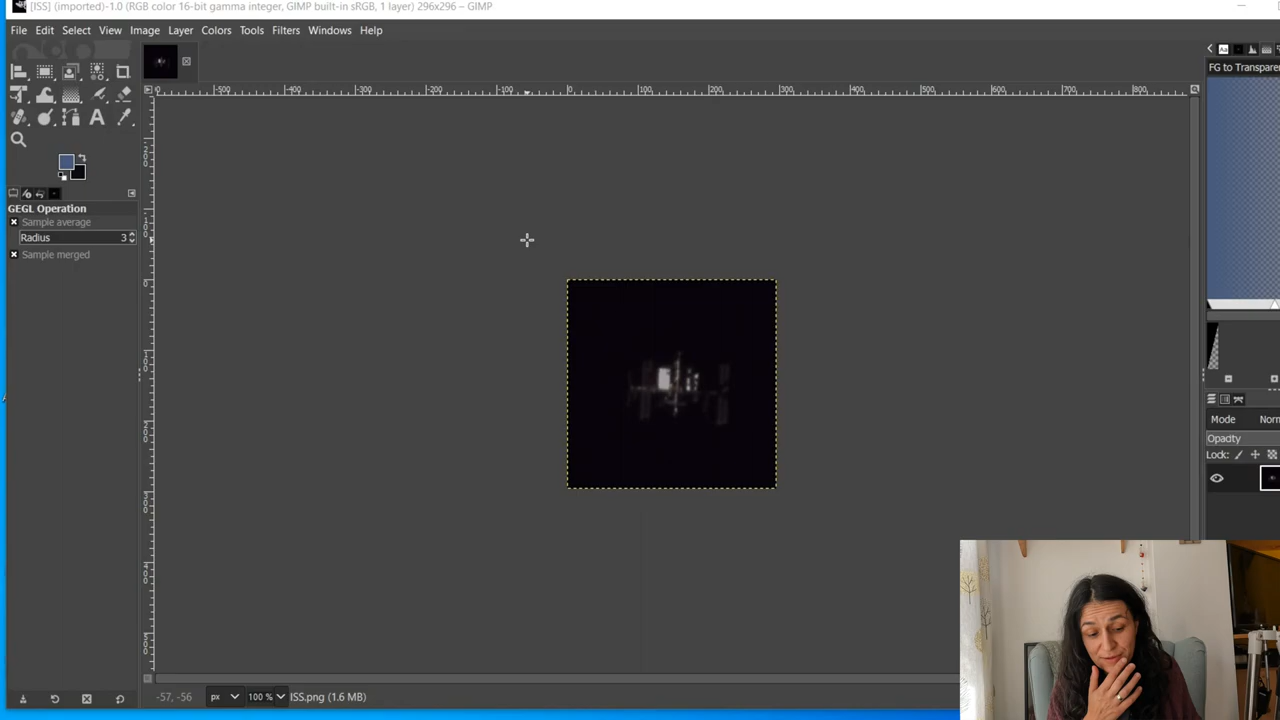 [ISS] (imported)-1.0 (RGB color 16-bit gamma integer, GIMP built-in sRGB, 1 layer) 296x296 – GIMP
File Edit Select View Image Layer Colors Tools Filters Windows Help
Aa
FG to Transparen
-500 -400 -300 -200 -100 0 100 200 300 400 500 600 700 800
GEGL Operation
Sample average
Radius 3
Sample merged
Mode Norn
Opacity
Lock:
-57, -56 px 100 % ISS.png (1.6 MB)